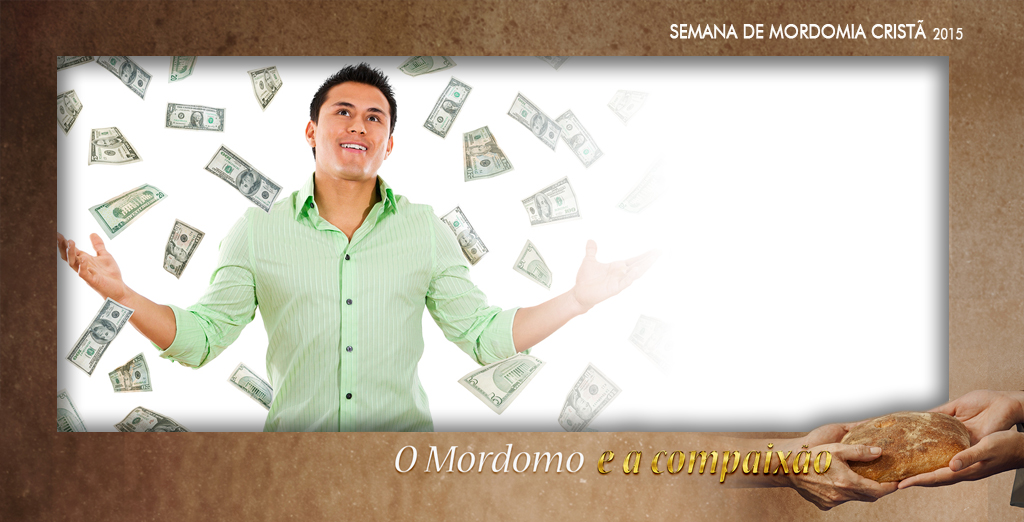 SEMANA DE MORDOMIA CRISTÃ 2015
O Mordomo e a compaixão